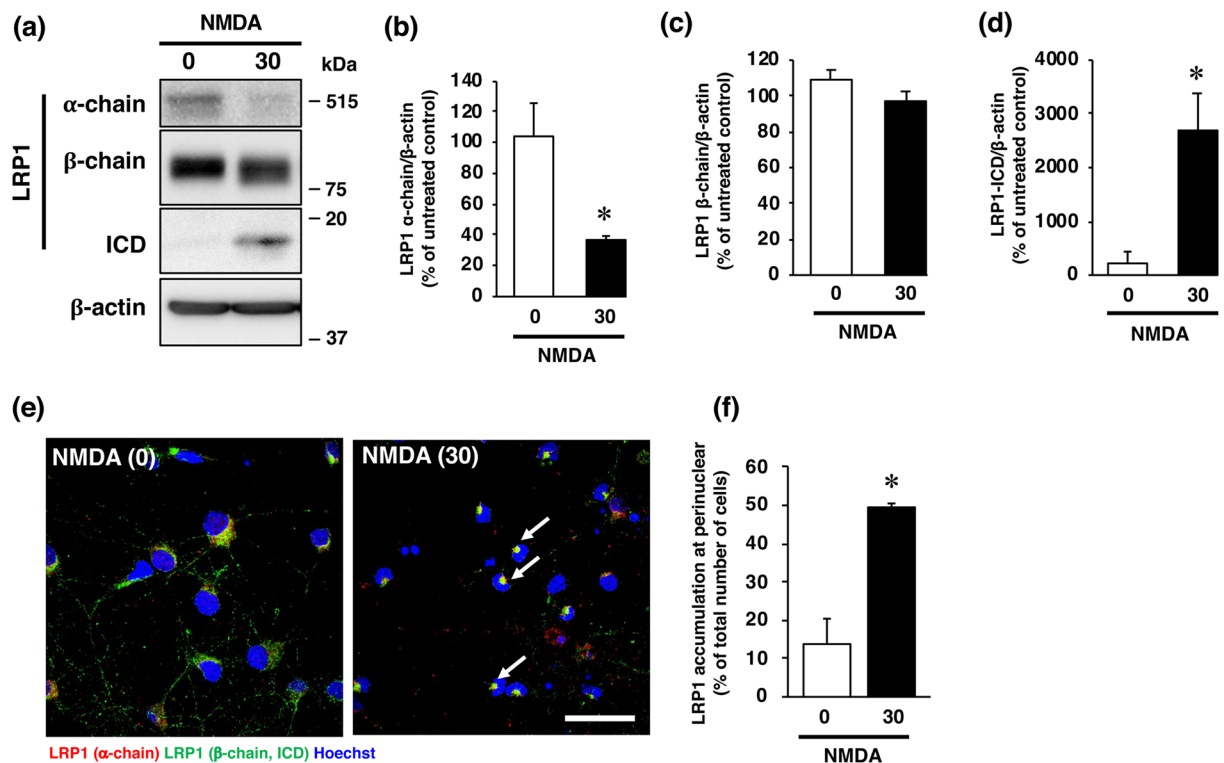 (a)
NMDA
0 30 kDa
LRP1
α-chain – 515
β-chain
– 75
– 20
ICD
β-actin
– 37
(b)
LRP1 α-chain/β-actin
(% of untreated control)
140
120
100
80
60
40
20
0
*
0 30
NMDA
(c)
LRP1 β-chain/β-actin
(% of untreated control)
120
100
80
60
40
20
0
0 30
NMDA
(d)
LRP1-ICD/β-actin
(% of untreated control)
4000
3000
2000
1000
0
*
0 30
NMDA
(e)
NMDA (0)
NMDA (30)
LRP1 (α-chain) LRP1 (β-chain, ICD) Hoechst
(f)
LRP1 accumulation at perinuclear
(% of total number of cells)
60
50
40
30
20
10
0
*
0 30
NMDA